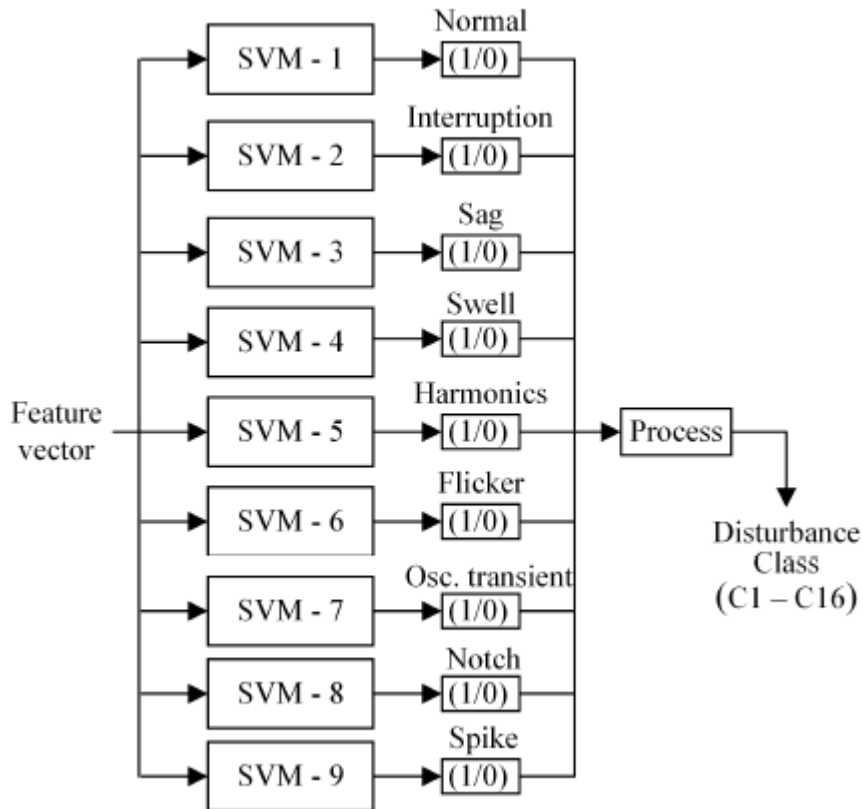 Normal
SVM - 1
(1/0)
Interruption
SVM - 2
(1/0)
Sag
SVM - 3
(1/0)
Swell
SVM - 4
(1/0)
Feature
vector
Harmonics
SVM - 5
(1/0)
Process
Flicker
SVM - 6
(1/0)
Disturbance
Class
(C1 – C16)
Osc. transient
SVM - 7
(1/0)
Notch
SVM - 8
(1/0)
Spike
SVM - 9
(1/0)